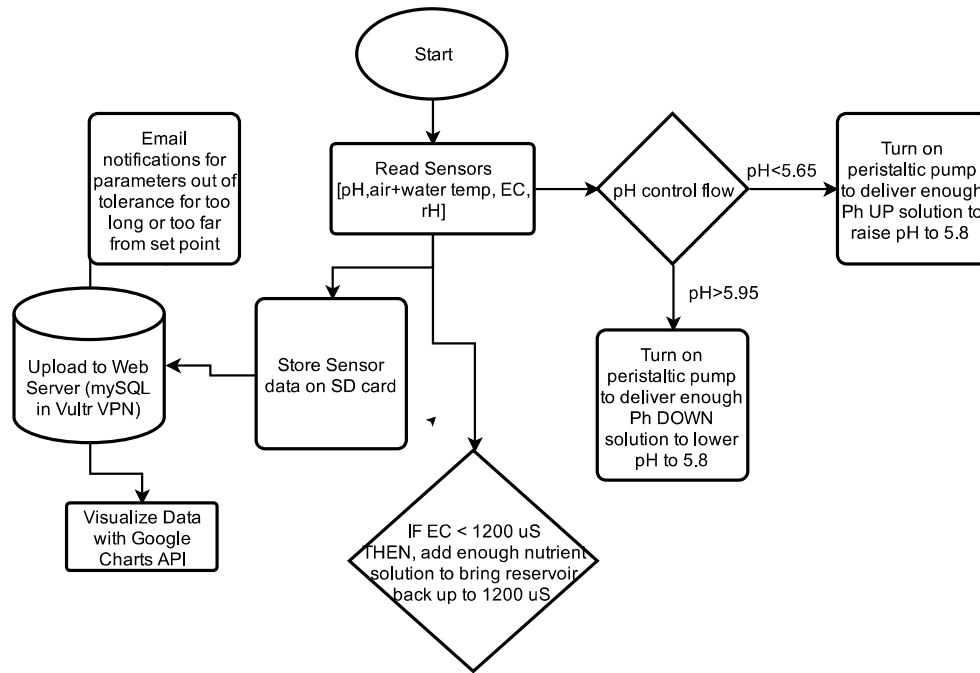 Start
Email
notifications for
parameters out of
tolerance for too
long or too far
from set point
Read Sensors
[pH,air+water temp, EC,
rH]
pH control flow
pH<5.65
Turn on
peristaltic pump
to deliver enough
Ph UP solution to
raise pH to 5.8
pH>5.95
Turn on
peristaltic pump
to deliver enough
Ph DOWN
solution to lower
pH to 5.8
Store Sensor
data on SD card
Upload to Web
Server (mySQL
in Vultr VPN)
Visualize Data
with Google
Charts API
IF EC < 1200 uS
THEN, add enough nutrient
solution to bring reservoir
back up to 1200 uS